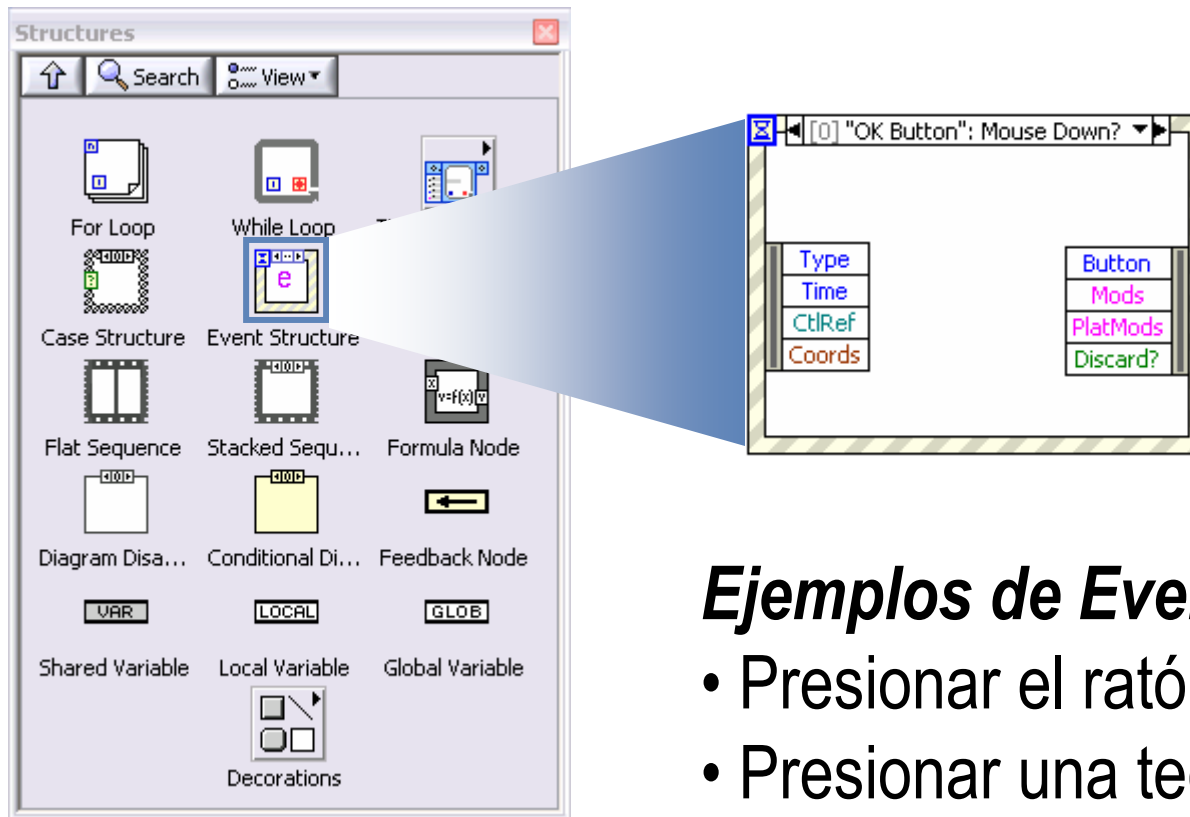 Structures
Search View
For Loop While Loop
Case Structure Event Structure
Flat Sequence Stacked Sequ... Formula Node
Diagram Disa... Conditional Di... Feedback Node
VAR LOCAL GLOB
Shared Variable Local Variable Global Variable
Decorations
[0] "OK Button": Mouse Down?
Type
Time
CtlRef
Coords
Button
Mods
PlatMods
Discard?
Ejemplos de Eve
• Presionar el rató
• Presionar una te